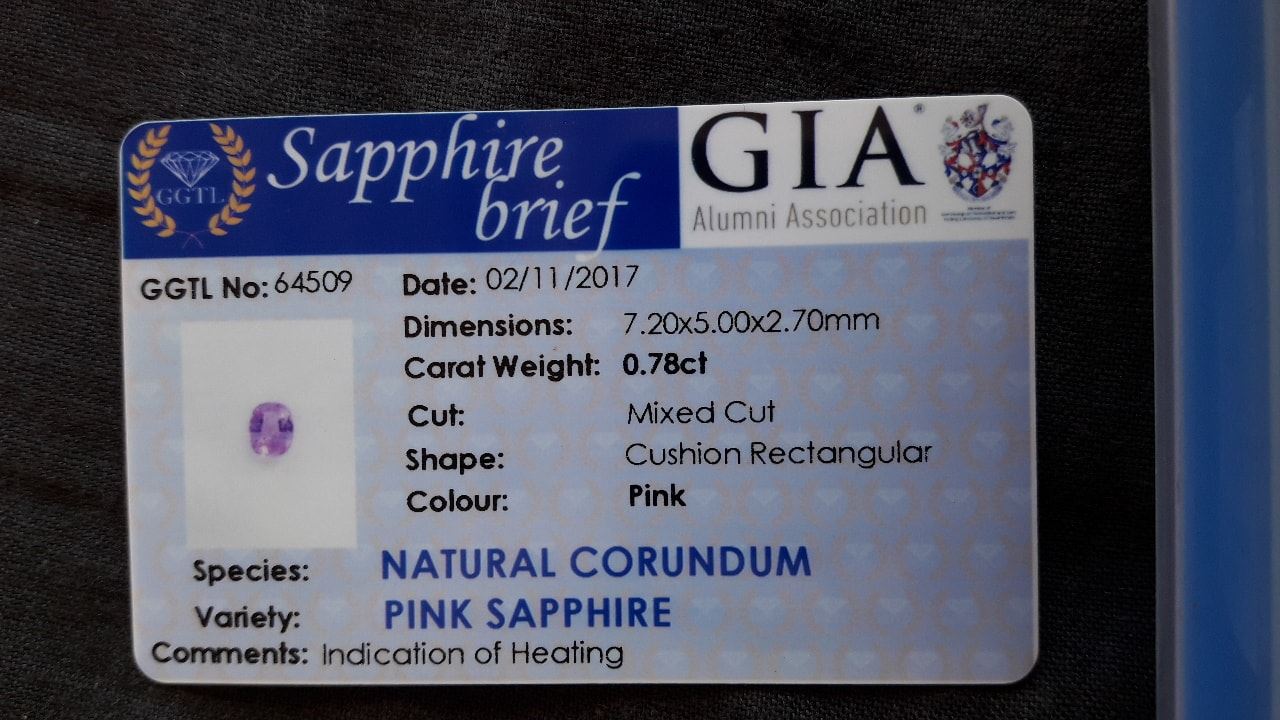 GGTL
Sapphire
brief
GIA®
Alumni Association
GGTL No: 64509
Date: 02/11/2017
Dimensions: 7.20x5.00x2.70mm
Carat Weight: 0.78ct
Cut: Mixed Cut
Shape: Cushion Rectangular
Colour: Pink
Species: NATURAL CORUNDUM
Variety: PINK SAPPHIRE
Comments: Indication of Heating